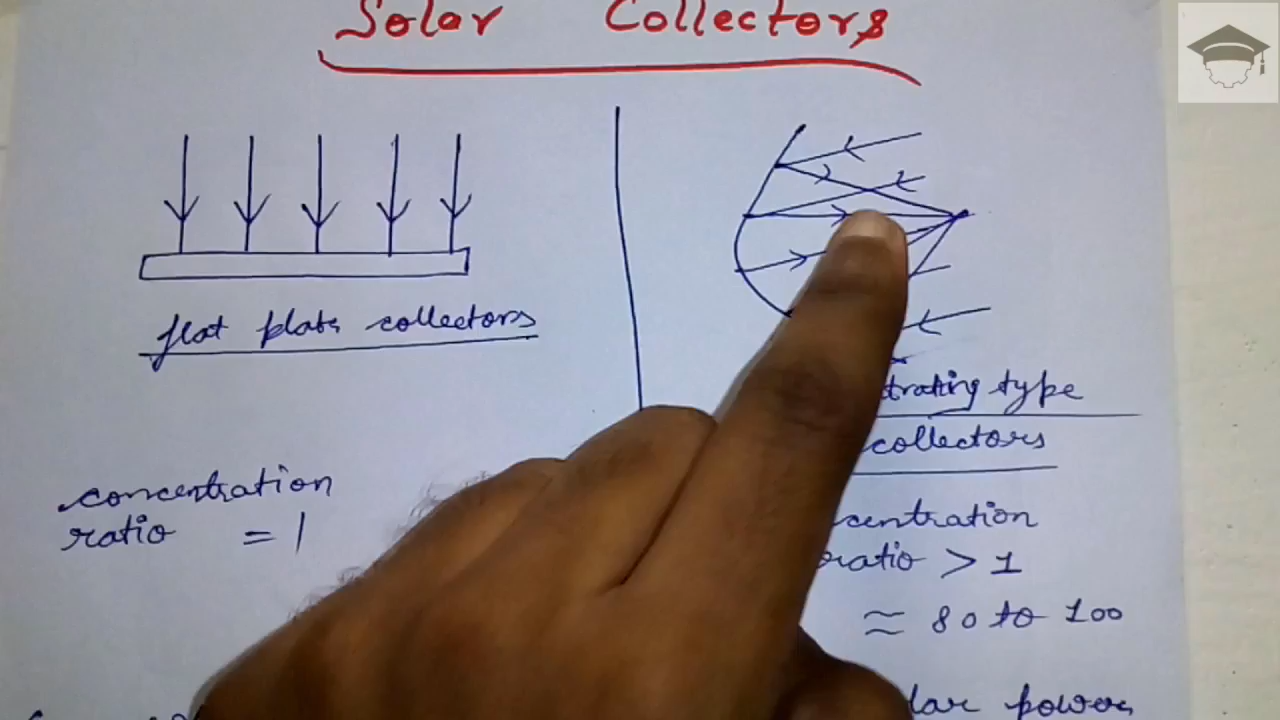 Solar Collectors
flat plate collectors
trating type
collectors
concentration
ratio = 1
centration
ratio > 1
≈ 80 to 100
lar power